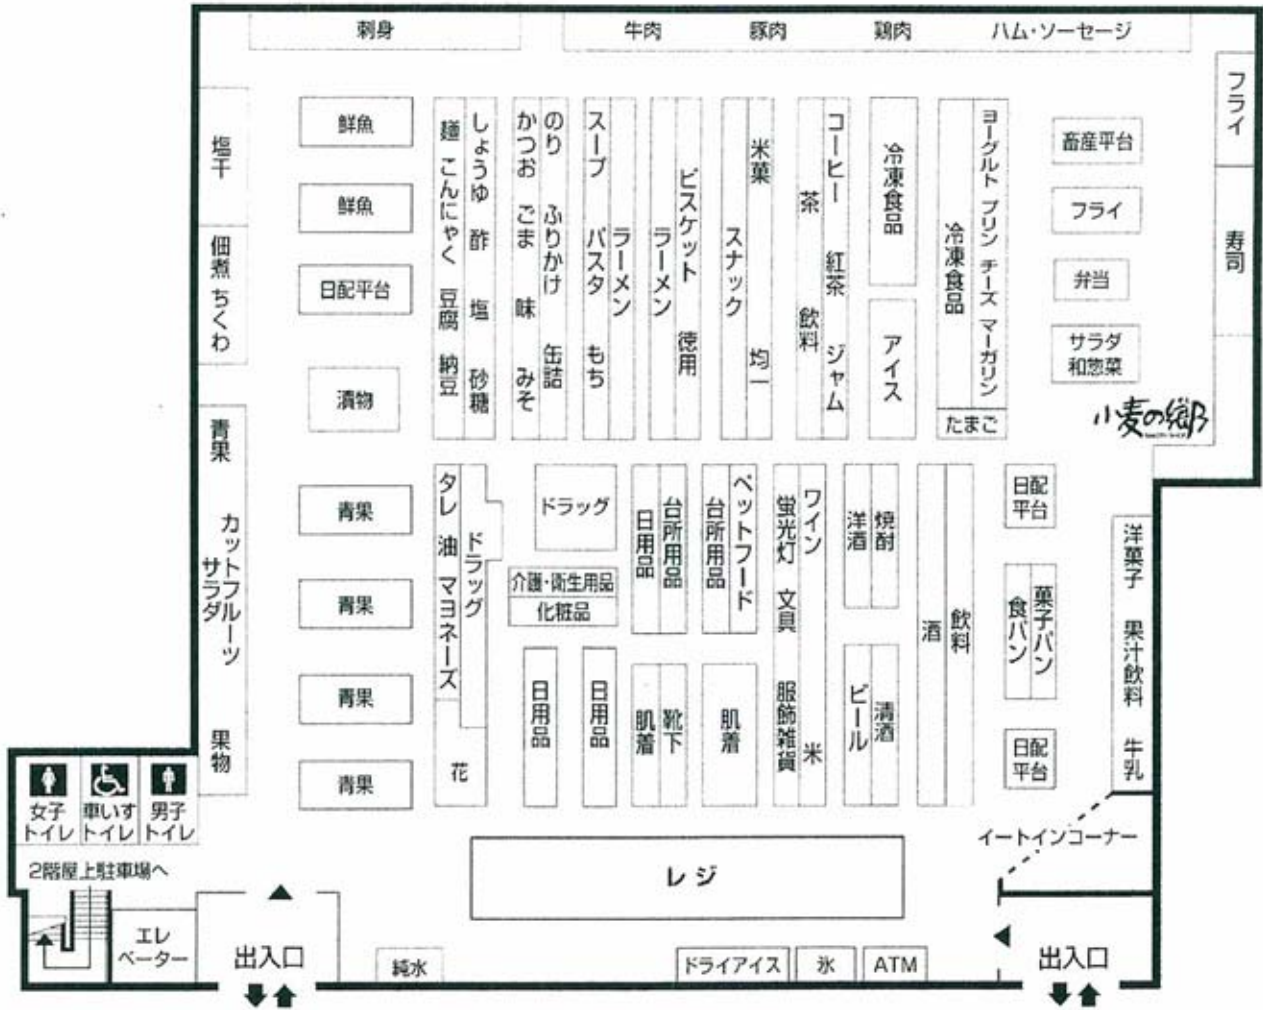 刺身
牛肉
豚肉
鶏肉
ハム・ソーセージ
フライ
寿司
塩干
佃煮 ちくわ
青果
カットフルーツ
サラダ
果物
鮮魚
鮮魚
日配平台
漬物
青果
青果
青果
青果
しょうゆ 酢 塩 砂糖
麺 こんにゃく 豆腐 納豆
のり ふりかけ 缶詰
かつお ごま 味 みそ
スープ パスタ もち
ラーメン
ラーメン
ビスケット 徳用
スナック
米菓 均一
茶 飲料
コーヒー 紅茶 ジャム
冷凍食品
アイス
冷凍食品
ヨーグルト プリン チーズ マーガリン
たまご
畜産平台
フライ
弁当
サラダ
和惣菜
小麦の郷
タレ 油 マヨネーズ
ドラッグ
花
ドラッグ
介護・衛生用品
化粧品
日用品
日用品
日用品
台所用品
肌着
靴下
台所用品
ペットフード
肌着
蛍光灯 文具 服飾雑貨
ワイン 米
洋酒
焼酎
ビール
清酒
酒
飲料
日配
平台
食パン
菓子パン
日配
平台
洋菓子 果汁飲料 牛乳
イートインコーナー
レジ
女子
トイレ
車いす
トイレ
男子
トイレ
2階屋上駐車場へ
エレ
ベーター
出入口
純水
ドライアイス
氷
ATM
出入口